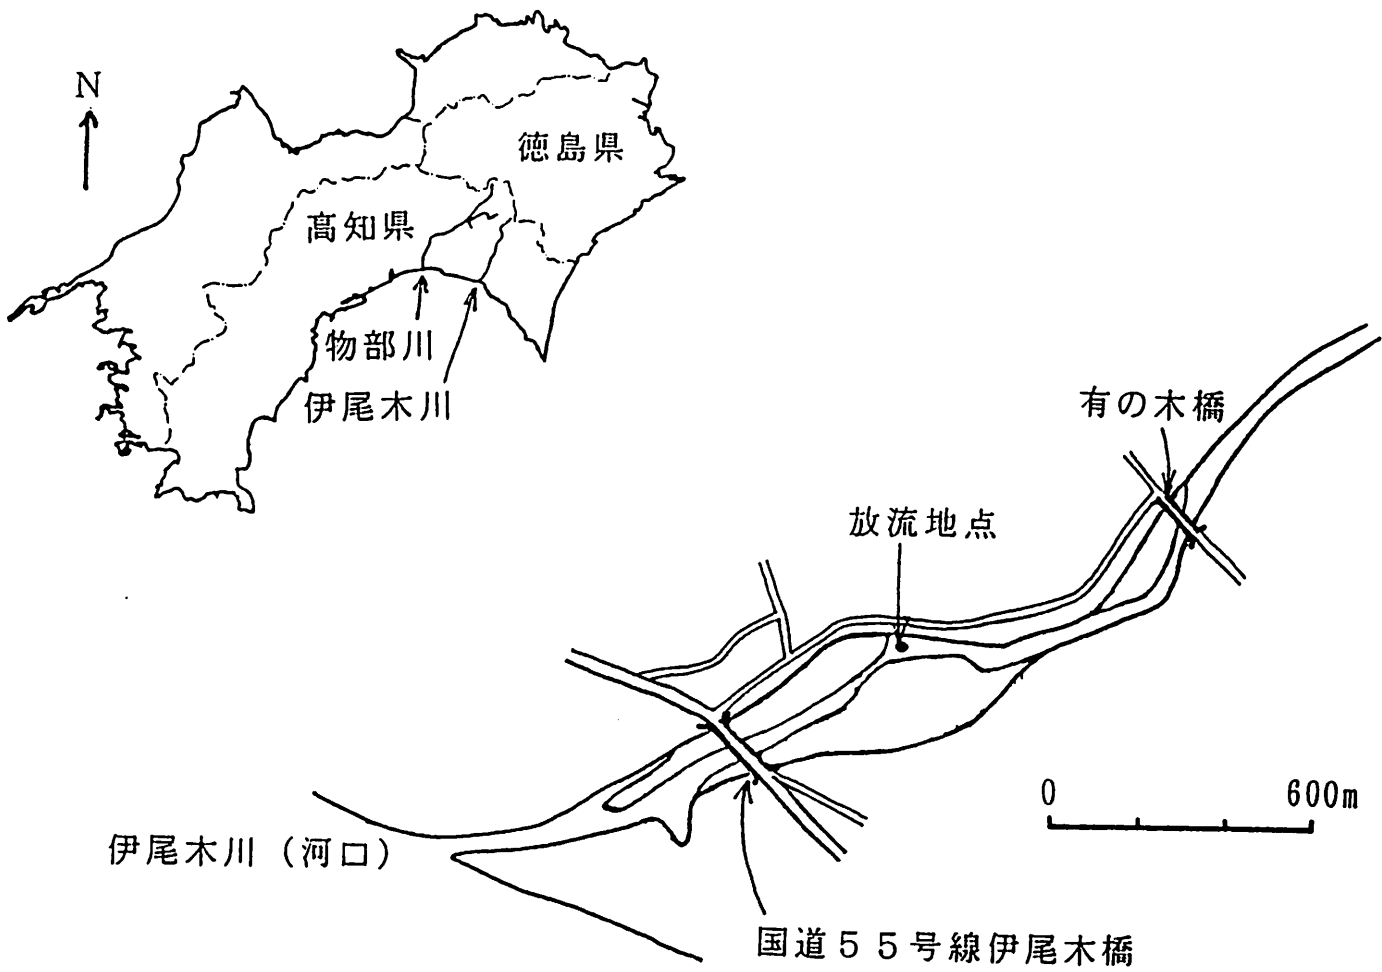 N
徳島県
高知県
物部川
伊尾木川
有の木橋
放流地点
0 600m
伊尾木川（河口）
国道５５号線伊尾木橋